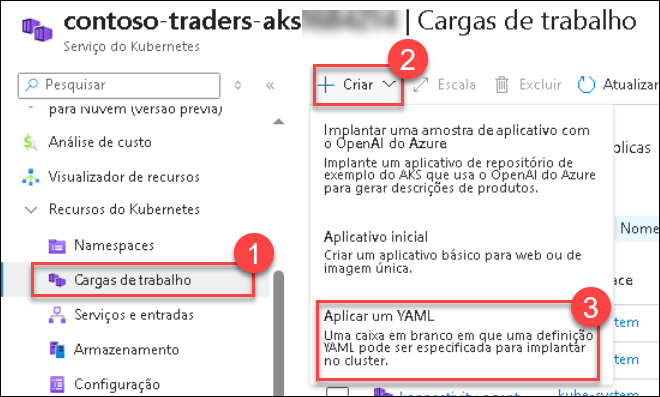 contoso-traders-aks | Cargas de trabalho
Serviço do Kubernetes
Pesquisar
«
Criar
Escala
Excluir
Atualizar
2
para Nuvem (versão prévia)
Análise de custo
Visualizador de recursos
Recursos do Kubernetes
Namespaces
Cargas de trabalho
1
Serviços e entradas
Armazenamento
Configuração
Implantar uma amostra de aplicativo com
o OpenAI do Azure
Implante um aplicativo de repositório de
exemplo do AKS que usa o OpenAI do Azure
para gerar descrições de produtos.
Aplicativo inicial
Criar um aplicativo básico para web ou de
imagem única.
Aplicar um YAML
3
Uma caixa em branco em que uma definição
YAML pode ser especificada para implantar
no cluster.
plicas
Nome
ace
tem
tem
konnectivity-agent
kube-system